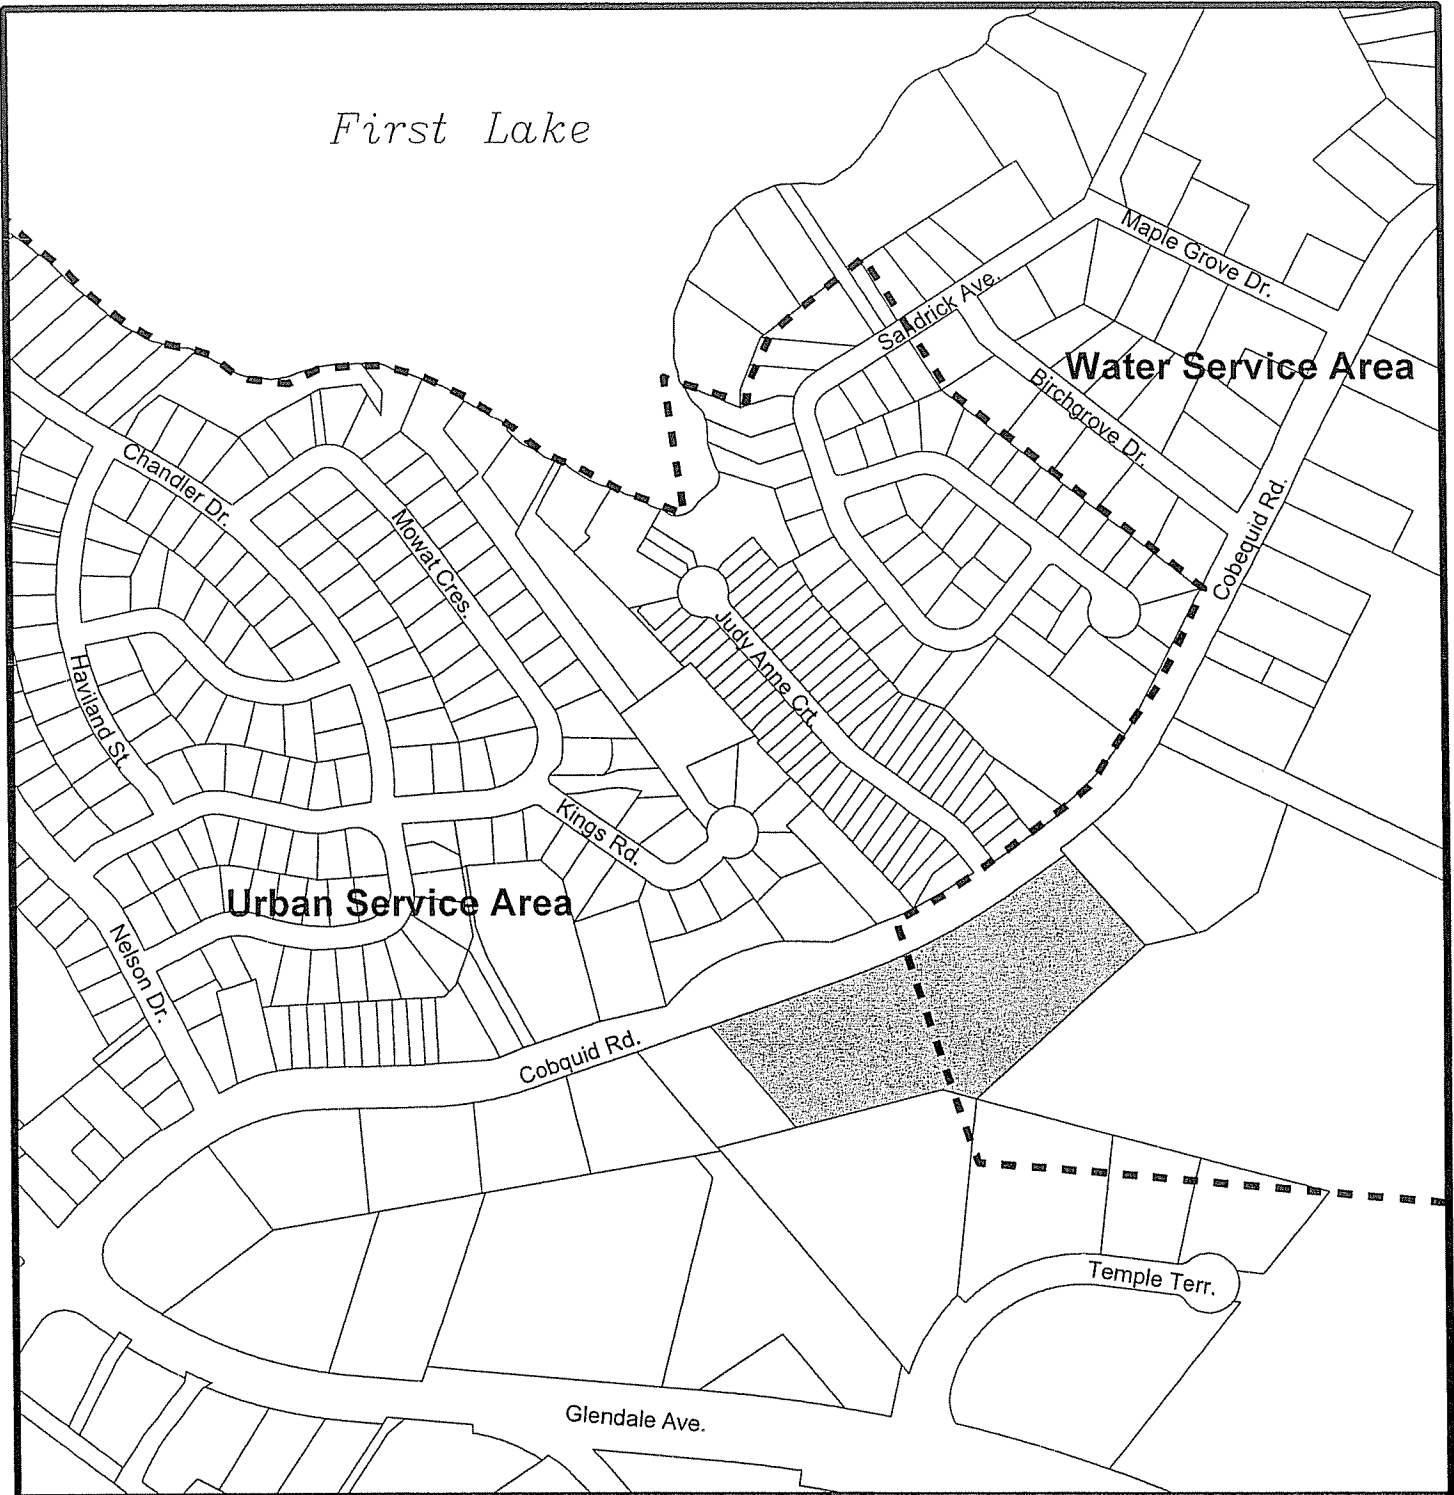 First Lake
Maple Grove Dr.
Sandrick Ave.
Water Service Area
Birchgrove Dr.
Chandler Dr.
Mowat Cres.
Cobequid Rd.
Judy Anne Crt.
Haviland St.
Kings Rd.
Urban Service Area
Nelson Dr.
Cobquid Rd.
Temple Terr.
Glendale Ave.